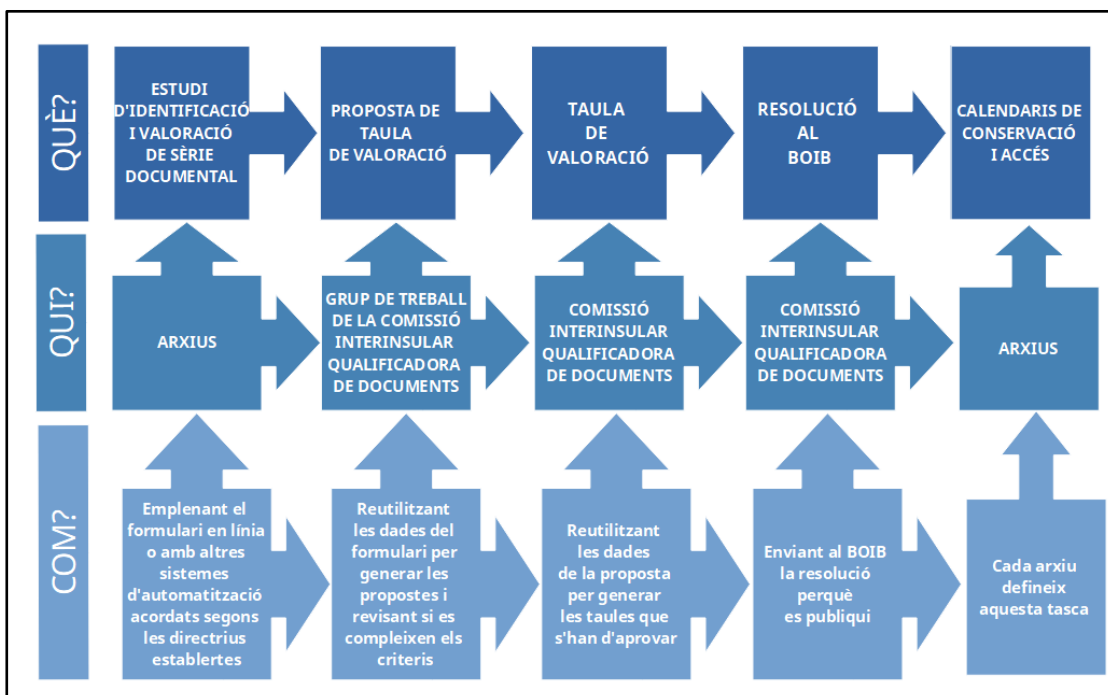 QUÈ?
ESTUDI
D'IDENTIFICACIÓ
I VALORACIÓ
DE SÈRIE
DOCUMENTAL
PROPOSTA DE
TAULA
DE VALORACIÓ
TAULA
DE
VALORACIÓ
RESOLUCIÓ
AL
BOIB
CALENDARIS DE
CONSERVACIÓ
I ACCÉS
QUI?
ARXIUS
GRUP DE TREBALL
DE LA COMISSIÓ
INTERINSULAR
QUALIFICADORA
DE DOCUMENTS
COMISSIÓ
INTERINSULAR
QUALIFICADORA
DE DOCUMENTS
COMISSIÓ
INTERINSULAR
QUALIFICADORA
DE DOCUMENTS
ARXIUS
COM?
Emplenant el
formulari en línia
o amb altres
sistemes
d'automatització
acordats segons
les directrius
establertes
Reutilitzant
les dades del
formulari per
generar les
propostes i
revisant si es
compleixen els
criteris
Reutilitzant
les dades
de la proposta
per generar
les taules que
s'han d'aprovar
Enviant al BOIB
la resolució
perquè
es publiqui
Cada arxiu
defineix
aquesta tasca